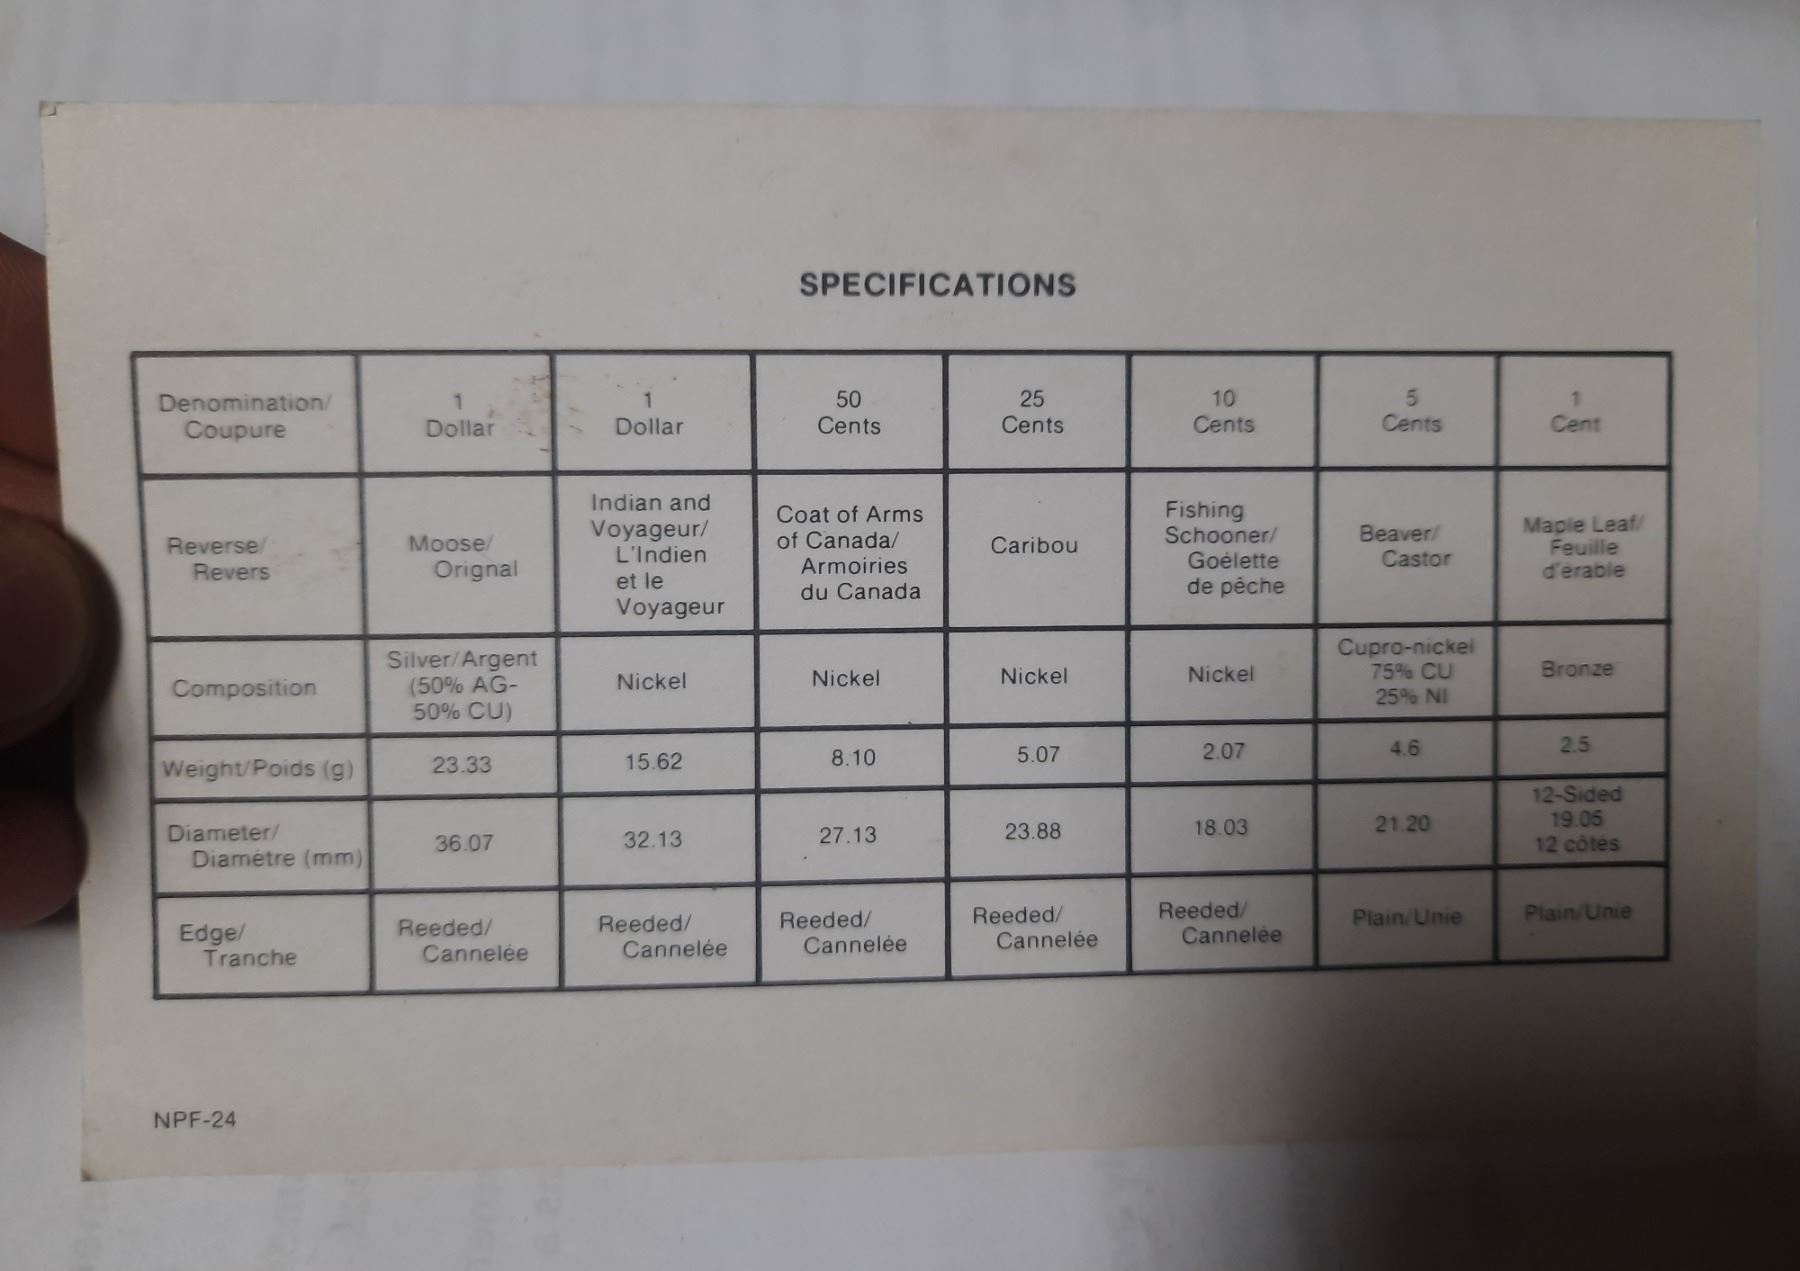 SPECIFICATIONS
Denomination/
Coupure
1
Dollar
1
Dollar
50
Cents
25
Cents
10
Cents
5
Cents
1
Cent
Reverse/
Revers
Moose/
Orignal
Indian and
Voyageur/
L'Indien
et le
Voyageur
Coat of Arms
of Canada/
Armoiries
du Canada
Caribou
Fishing
Schooner/
Goélette
de pêche
Beaver/
Castor
Maple Leaf/
Feuille
d'érable
Composition
Silver/Argent
(50% AG-
50% CU)
Nickel
Nickel
Nickel
Nickel
Cupro-nickel
75% CU
25% NI
Bronze
Weight/Poids (g)
23.33
15.62
8.10
5.07
2.07
4.6
2.5
Diameter/
Diamètre (mm)
36.07
32.13
27.13
23.88
18.03
21.20
12-Sided
19.05
12 côtés
Edge/
Tranche
Reeded/
Cannelée
Reeded/
Cannelée
Reeded/
Cannelée
Reeded/
Cannelée
Reeded/
Cannelée
Plain/Unie
Plain/Unie
NPF-24